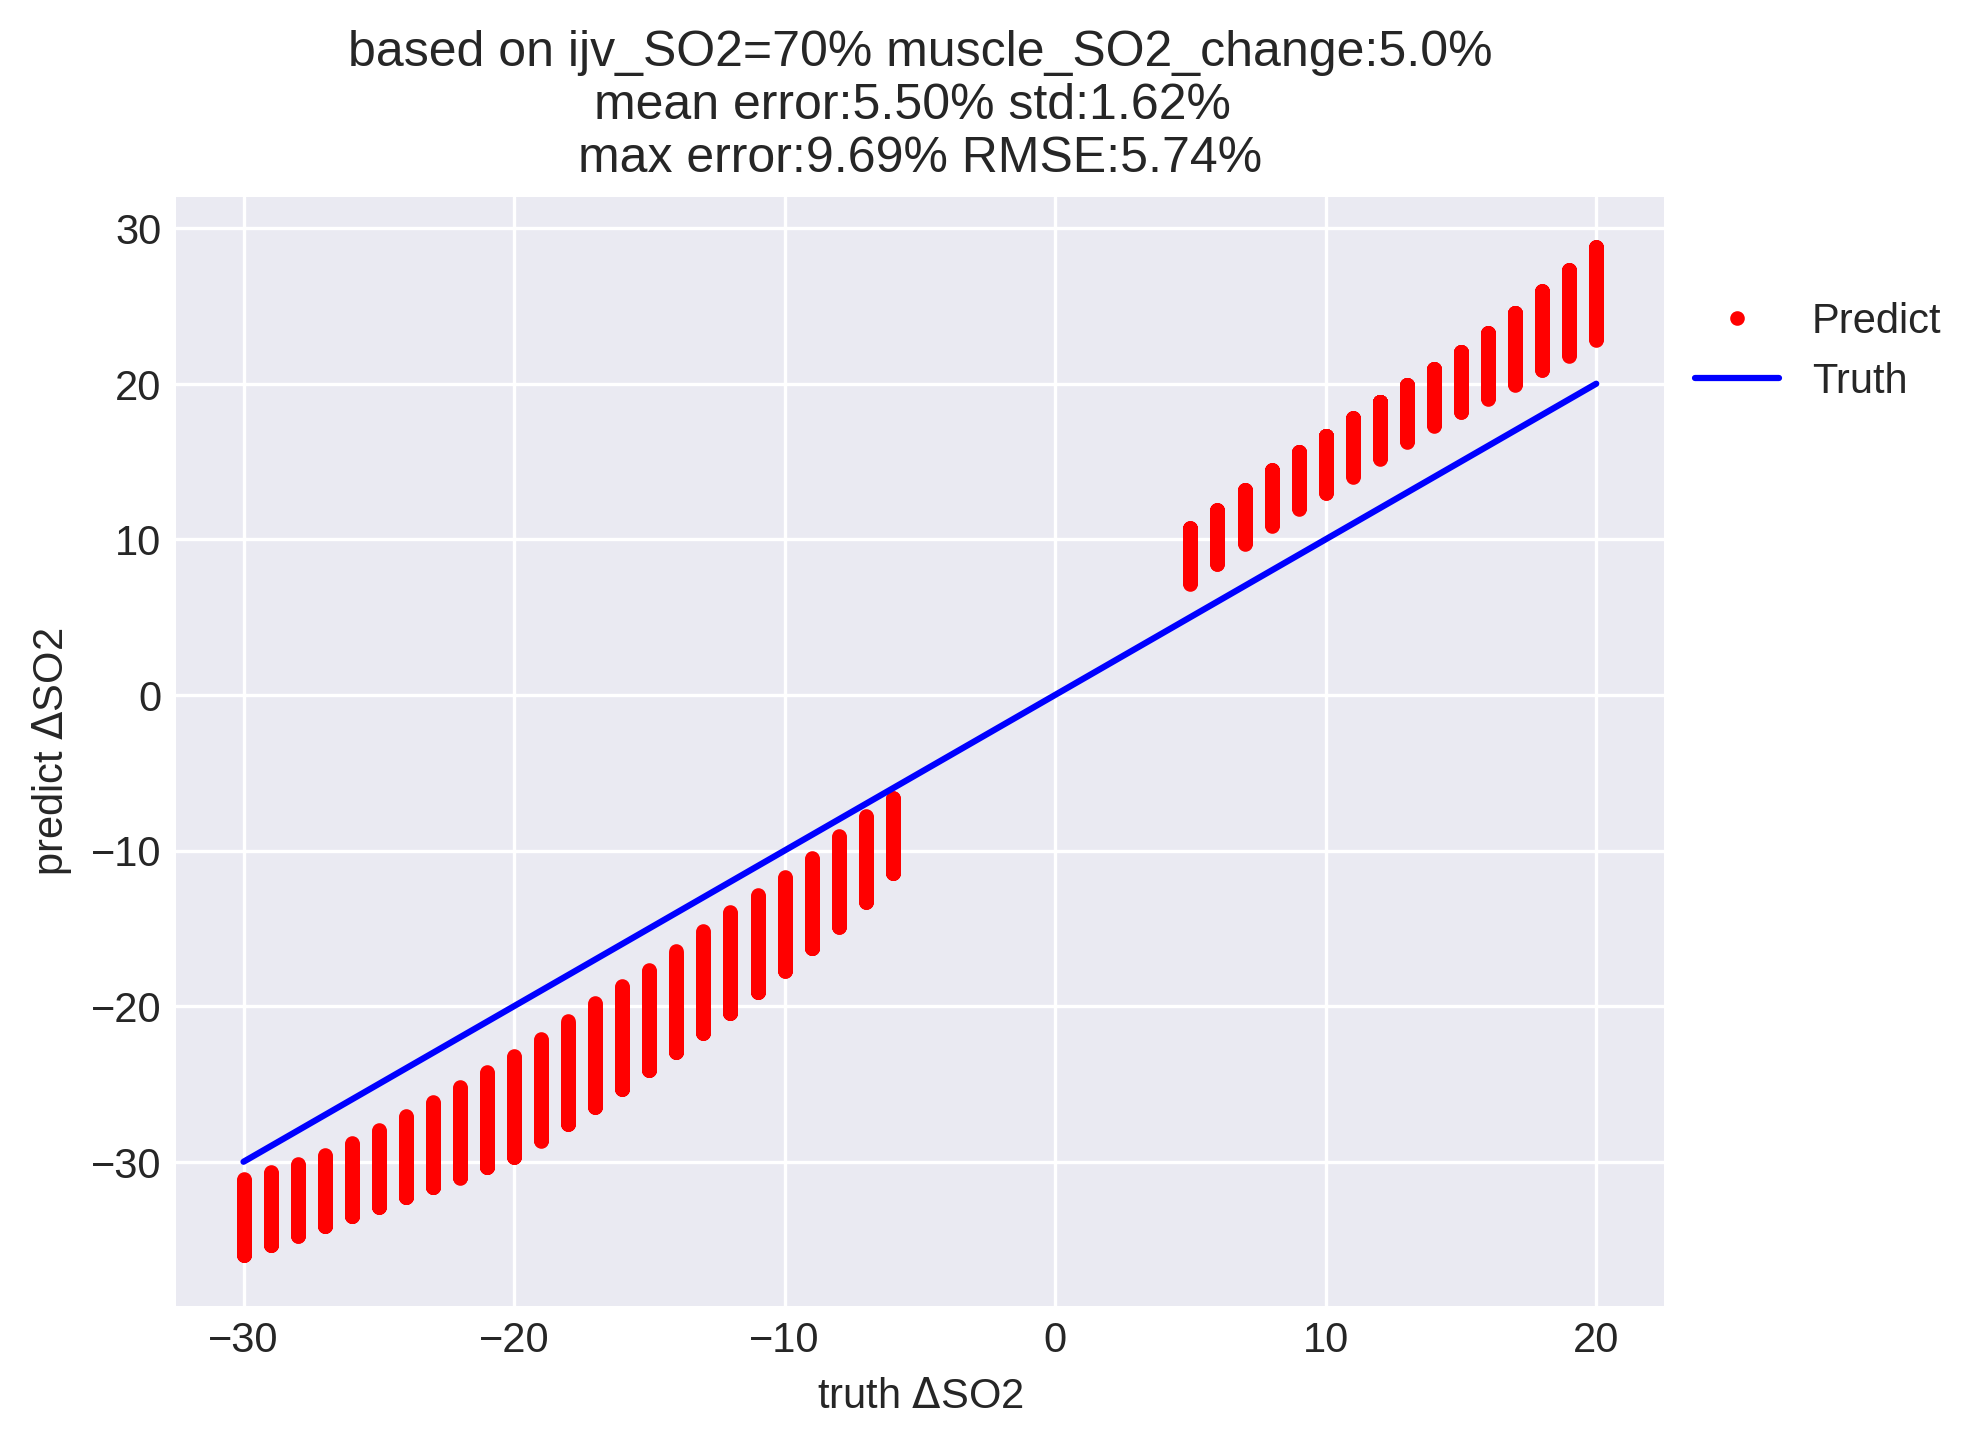 based on ijv_SO2=70% muscle_SO2_change:5.0%
mean error:5.50% std:1.62%
max error:9.69% RMSE:5.74%
30
20
10
0
−10
−20
−30
predict ΔSO2
−30
−20
−10
0
10
20
truth ΔSO2
Predict
Truth